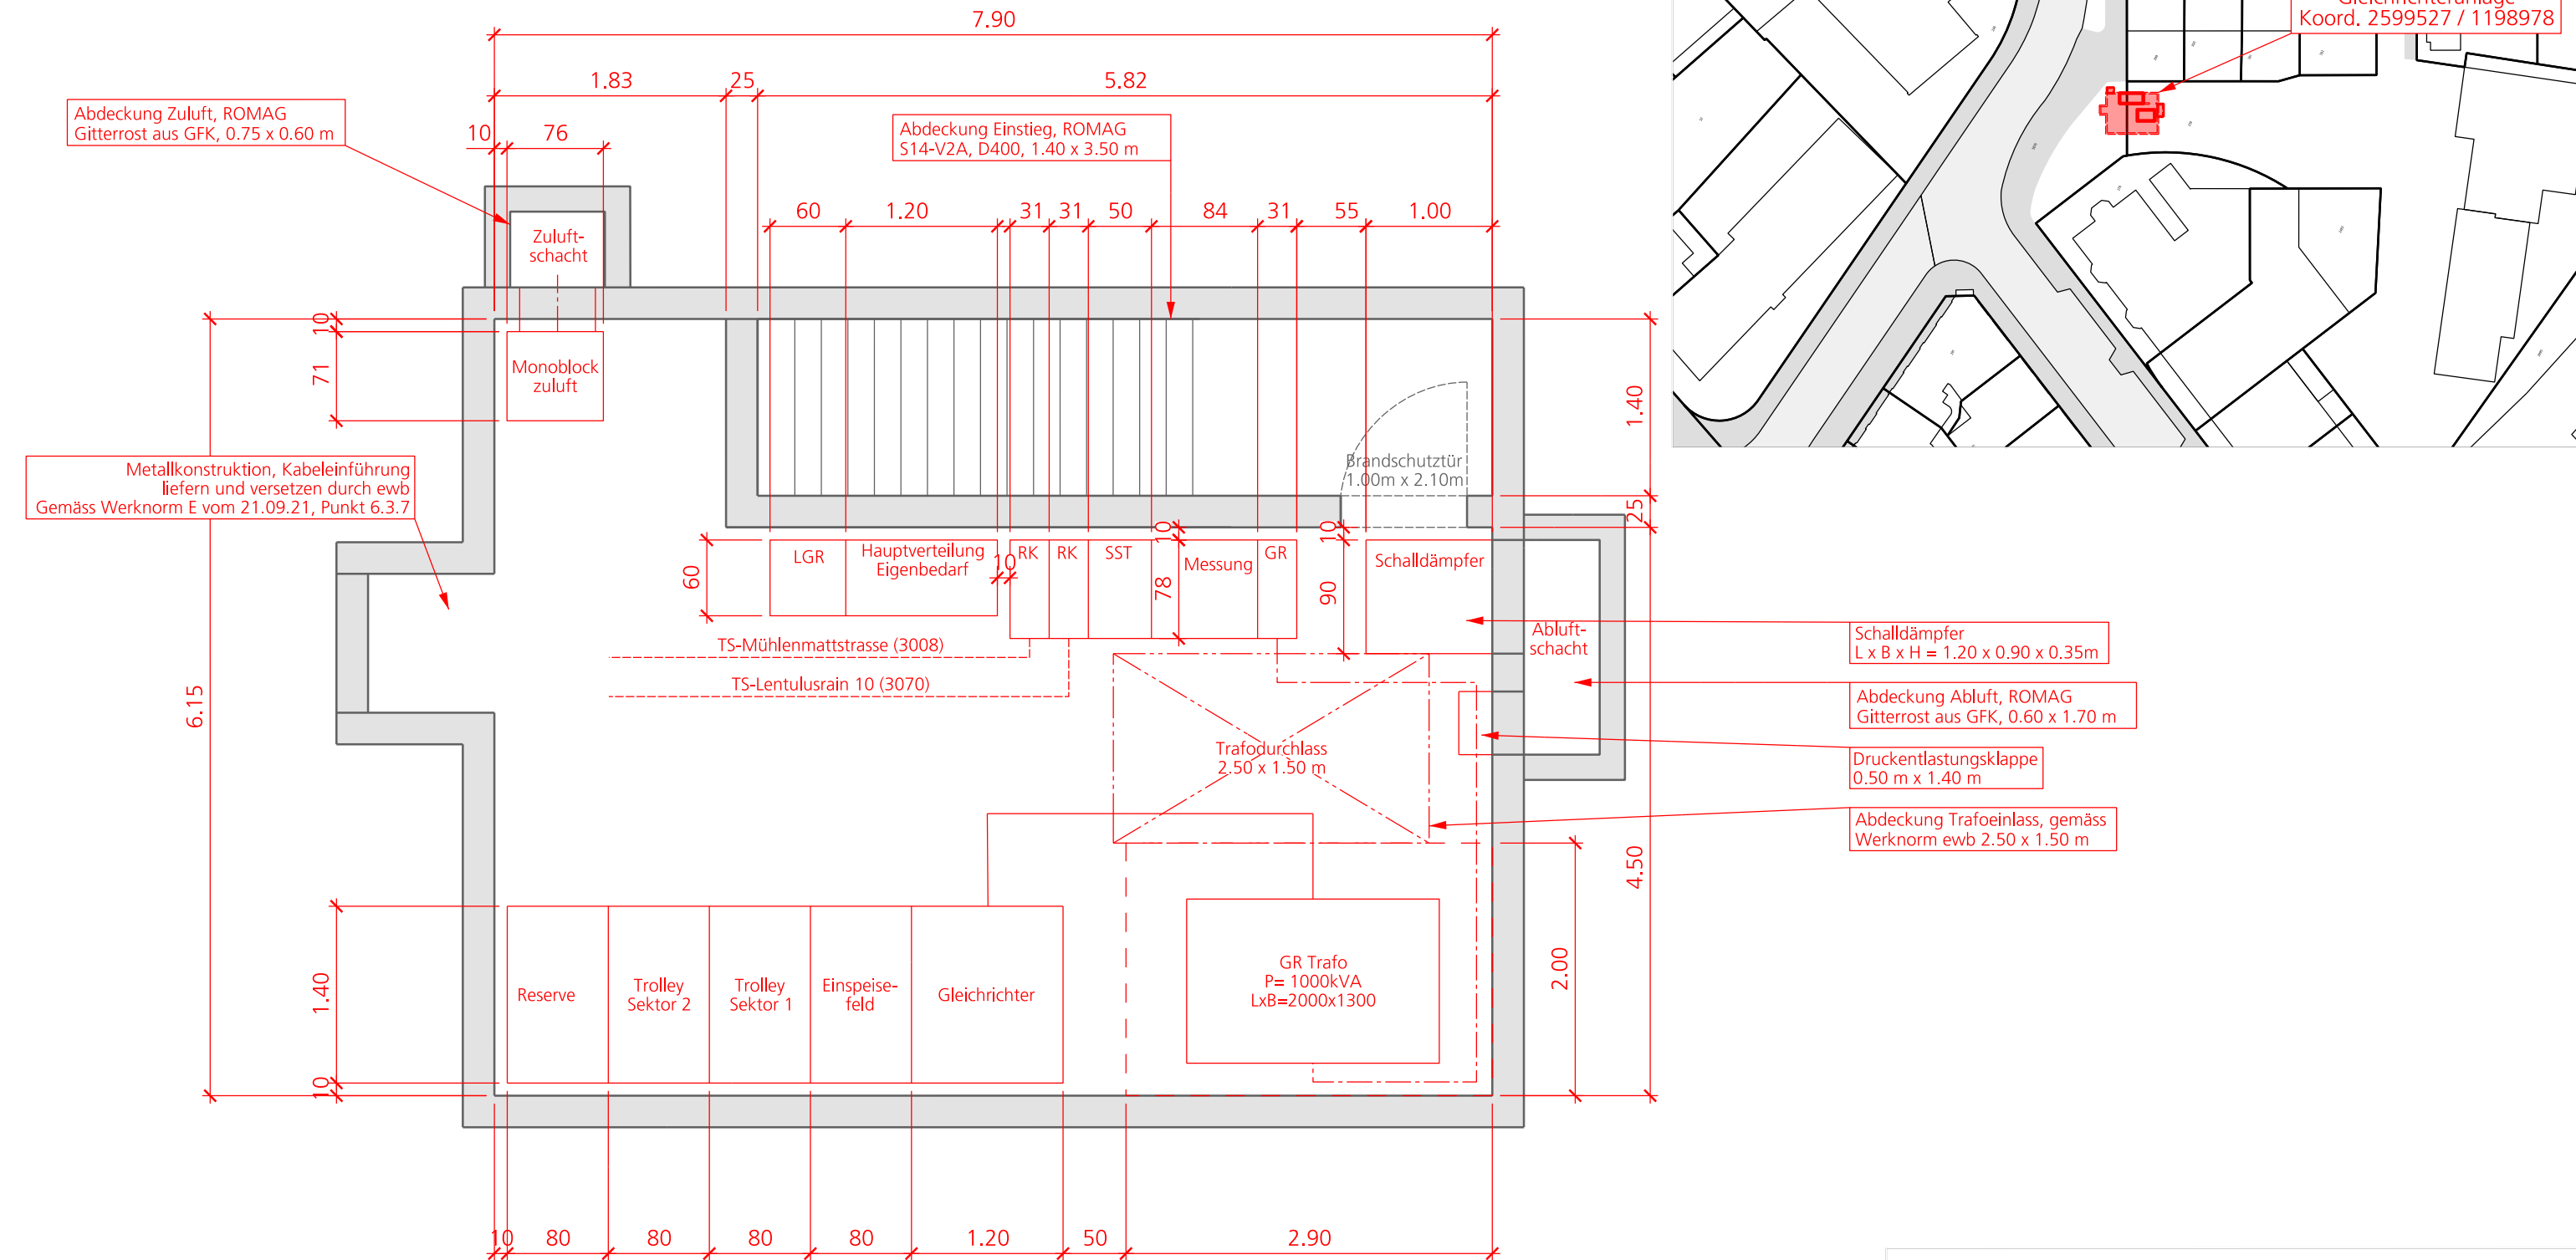 7.90
1.83
25
5.82
10
76
Abdeckung Zuluft, ROMAG
Gitterrost aus GFK, 0.75 x 0.60 m
Abdeckung Einstieg, ROMAG
S14-V2A, D400, 1.40 x 3.50 m
Koord. 2599527 / 1198978
60
1.20
31
31
50
84
31
55
1.00
Zuluft-
schacht
10
71
Monoblock
zuluft
1.40
Brandschutztür
1.00m x 2.10m
Metallkonstruktion, Kabeleinführung
liefern und versetzen durch ewb
Gemäss Werknorm E vom 21.09.21, Punkt 6.3.7
25
10
10
60
LGR
Hauptverteilung
Eigenbedarf
10
RK
RK
SST
78
Messung
GR
90
Schalldämpfer
Abluft-
schacht
TS-Mühlenmattstrasse (3008)
TS-Lentulusrain 10 (3070)
6.15
Schalldämpfer
L x B x H = 1.20 x 0.90 x 0.35m
Abdeckung Abluft, ROMAG
Gitterrost aus GFK, 0.60 x 1.70 m
Trafodurchlass
2.50 x 1.50 m
Druckentlastungsklappe
0.50 m x 1.40 m
Abdeckung Trafoeinlass, gemäss
Werknorm ewb 2.50 x 1.50 m
4.50
1.40
10
Reserve
Trolley
Sektor 2
Trolley
Sektor 1
Einspeise-
feld
Gleichrichter
GR Trafo
P= 1000kVA
LxB=2000x1300
2.00
10
80
80
80
80
1.20
50
2.90